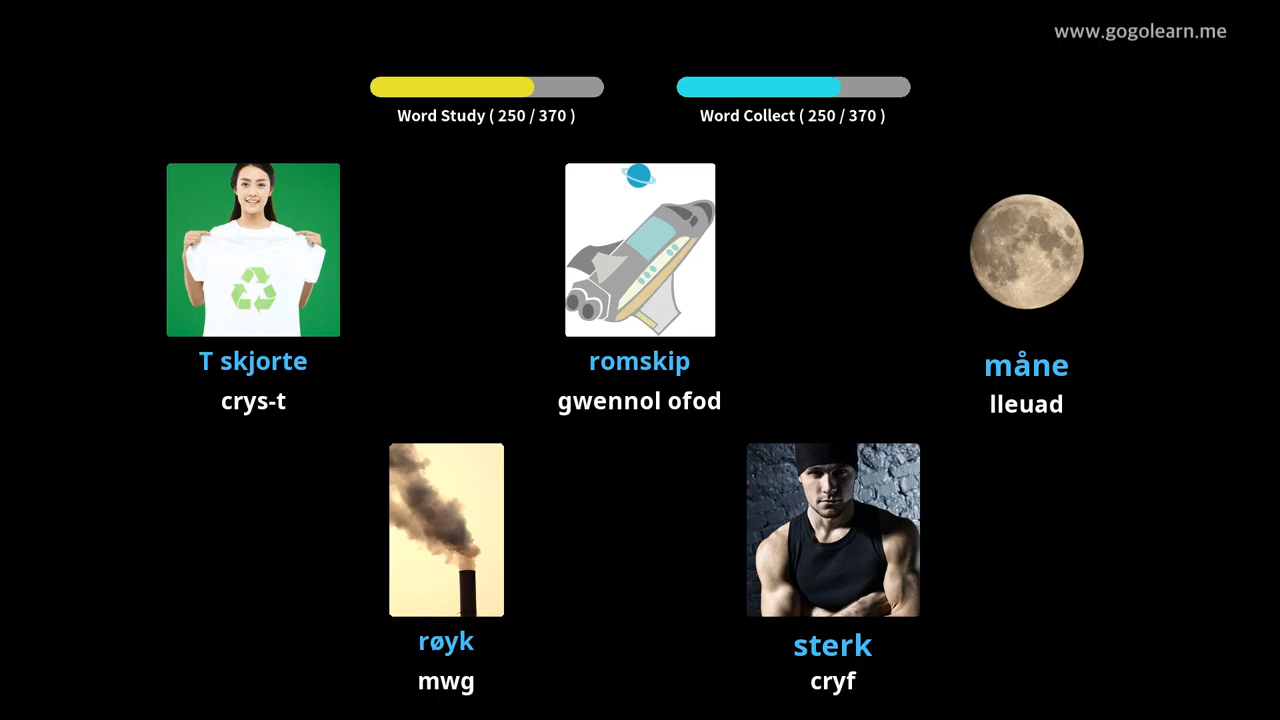 www.gogolearn.me
Word Study ( 250 / 370 )
Word Collect ( 250 / 370 )
T skjorte
crys-t
romskip
gwennol ofod
måne
lleuad
røyk
mwg
sterk
cryf